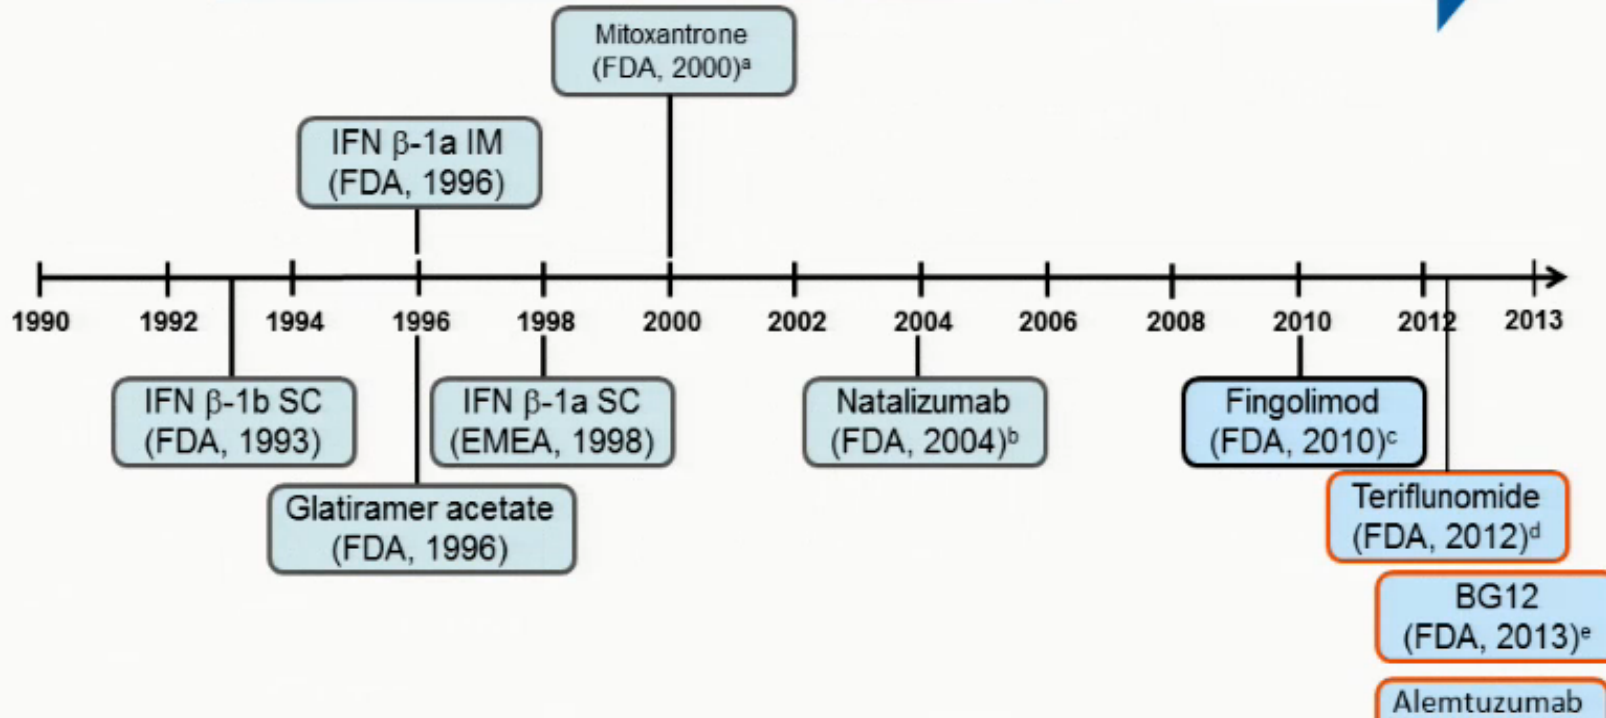 Mitoxantrone
(FDA, 2000)ᵃ
IFN β-1a IM
(FDA, 1996)
1990 1992 1994 1996 1998 2000 2002 2004 2006 2008 2010 2012 2013
IFN β-1b SC
(FDA, 1993)
IFN β-1a SC
(EMEA, 1998)
Natalizumab
(FDA, 2004)ᵇ
Fingolimod
(FDA, 2010)ᶜ
Glatiramer acetate
(FDA, 1996)
Teriflunomide
(FDA, 2012)ᵈ
BG12
(FDA, 2013)ᵉ
Alemtuzumab